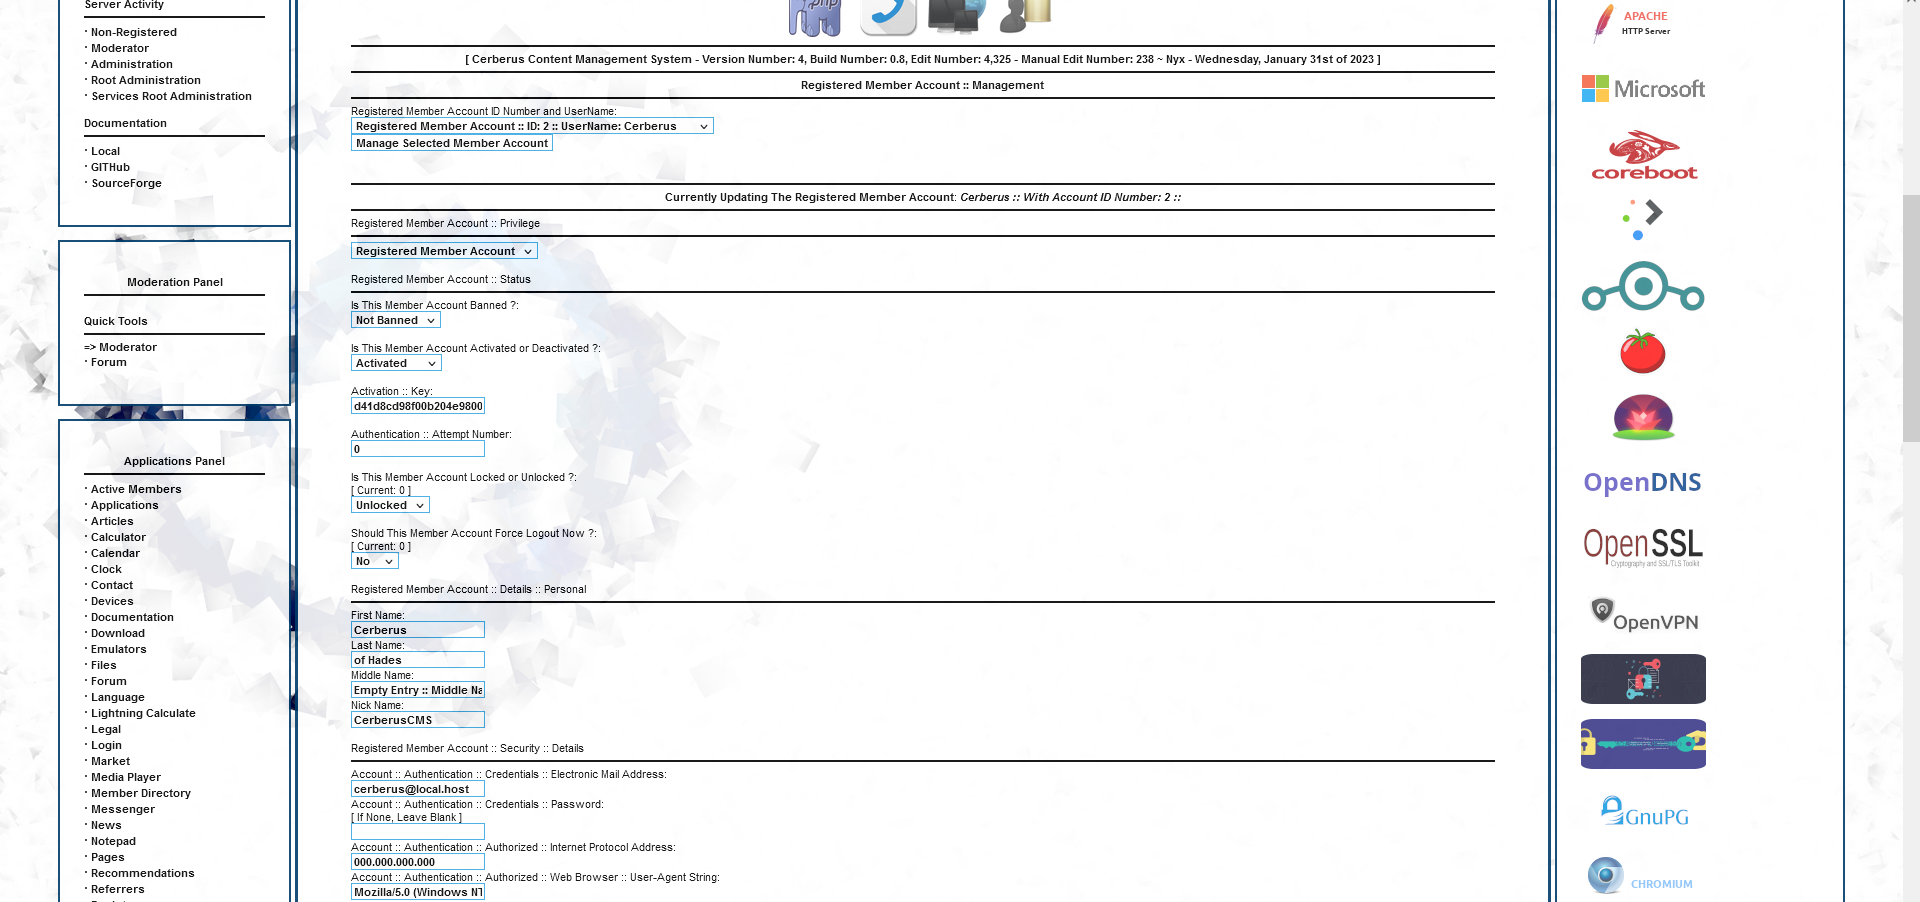 Server Activity
· Non-Registered
· Moderator
· Administration
· Root Administration
· Services Root Administration
Documentation
· Local
· GITHub
· SourceForge
Moderation Panel
Quick Tools
=> Moderator
· Forum
Applications Panel
· Active Members
· Applications
· Articles
· Calculator
· Calendar
· Clock
· Contact
· Devices
· Documentation
· Download
· Emulators
· Files
· Forum
· Language
· Lightning Calculate
· Legal
· Login
· Market
· Media Player
· Member Directory
· Messenger
· News
· Notepad
· Pages
· Recommendations
· Referrers
php
[ Cerberus Content Management System - Version Number: 4, Build Number: 0.8, Edit Number: 4,325 - Manual Edit Number: 238 ~ Nyx - Wednesday, January 31st of 2023 ]
Registered Member Account :: Management
Registered Member Account ID Number and UserName:
Registered Member Account :: ID: 2 :: UserName: Cerberus
Manage Selected Member Account
Currently Updating The Registered Member Account: Cerberus :: With Account ID Number: 2 ::
Registered Member Account :: Privilege
Registered Member Account
Registered Member Account :: Status
Is This Member Account Banned ?:
Not Banned
Is This Member Account Activated or Deactivated ?:
Activated
Activation :: Key:
d41d8cd98f00b204e9800
Authentication :: Attempt Number:
0
Is This Member Account Locked or Unlocked ?:
[ Current: 0 ]
Unlocked
Should This Member Account Force Logout Now ?:
[ Current: 0 ]
No
Registered Member Account :: Details :: Personal
First Name:
Cerberus
Last Name:
of Hades
Middle Name:
Empty Entry :: Middle Na
Nick Name:
CerberusCMS
Registered Member Account :: Security :: Details
Account :: Authentication :: Credentials :: Electronic Mail Address:
cerberus@local.host
Account :: Authentication :: Credentials :: Password:
[ If None, Leave Blank ]
Account :: Authentication :: Authorized :: Internet Protocol Address:
000.000.000.000
Account :: Authentication :: Authorized :: Web Browser :: User-Agent String:
Mozilla/5.0 (Windows NT
APACHE
HTTP Server
Microsoft
coreboot
OpenDNS
OpenSSL
Cryptography and SSL/TLS Toolkit
OpenVPN
GnuPG
CHROMIUM